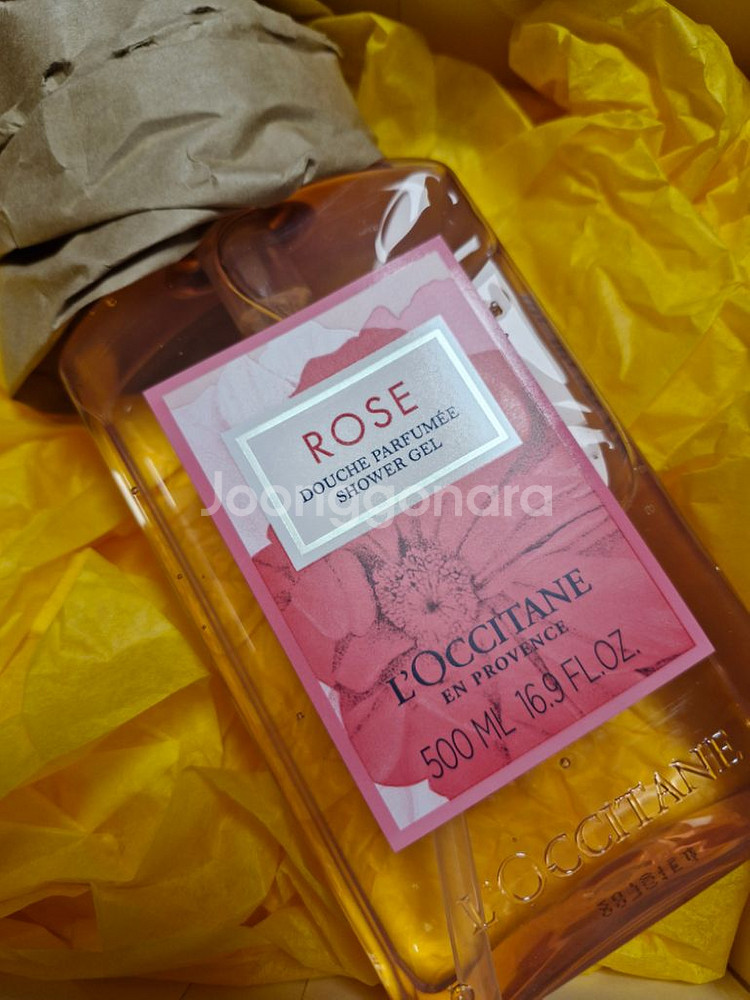 ROSE
DOUCHE PARFUMÉE
SHOWER GEL
Joonggonara
L'OCCITANE
EN PROVENCE
500 ML 16.9 FL.OZ.
L'OCCITANE